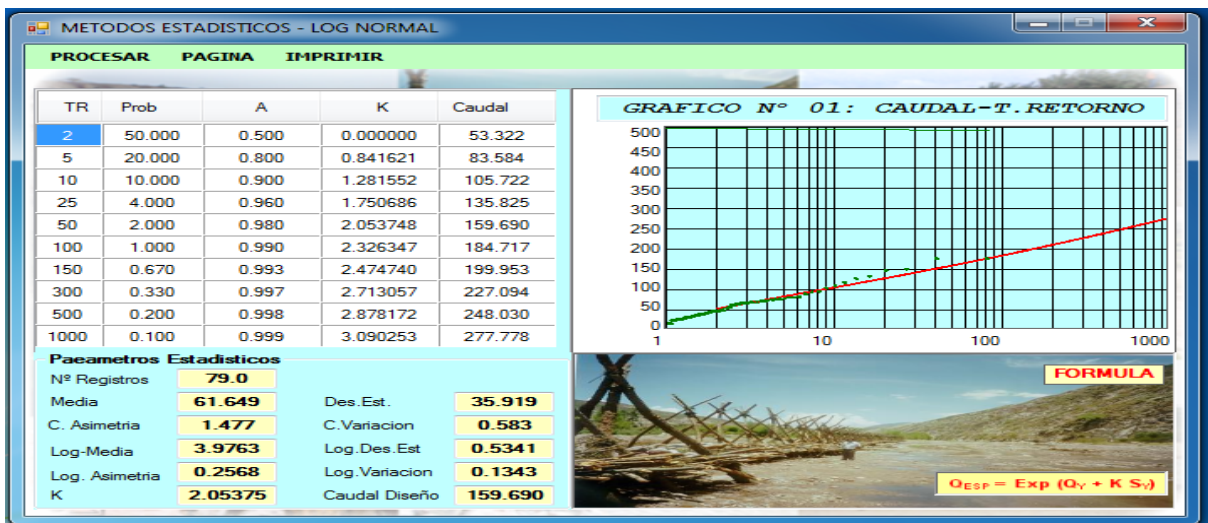 METODOS ESTADISTICOS - LOG NORMAL
PROCESAR PAGINA IMPRIMIR
TR Prob A K Caudal
2 50.000 0.500 0.000000 53.322
5 20.000 0.800 0.841621 83.584
10 10.000 0.900 1.281552 105.722
25 4.000 0.960 1.750686 135.825
50 2.000 0.980 2.053748 159.690
100 1.000 0.990 2.326347 184.717
150 0.670 0.993 2.474740 199.953
300 0.330 0.997 2.713057 227.094
500 0.200 0.998 2.878172 248.030
1000 0.100 0.999 3.090253 277.778
GRAFICO Nº 01: CAUDAL-T.RETORNO
500
450
400
350
300
250
200
150
100
50
0
1 10 100 1000
Paeametros Estadisticos
Nº Registros 79.0
Media 61.649 Des.Est. 35.919
C. Asimetria 1.477 C.Variacion 0.583
Log-Media 3.9763 Log.Des.Est 0.5341
Log. Asimetria 0.2568 Log.Variacion 0.1343
K 2.05375 Caudal Diseño 159.690
FORMULA
QESP = Exp (QY + K SY)